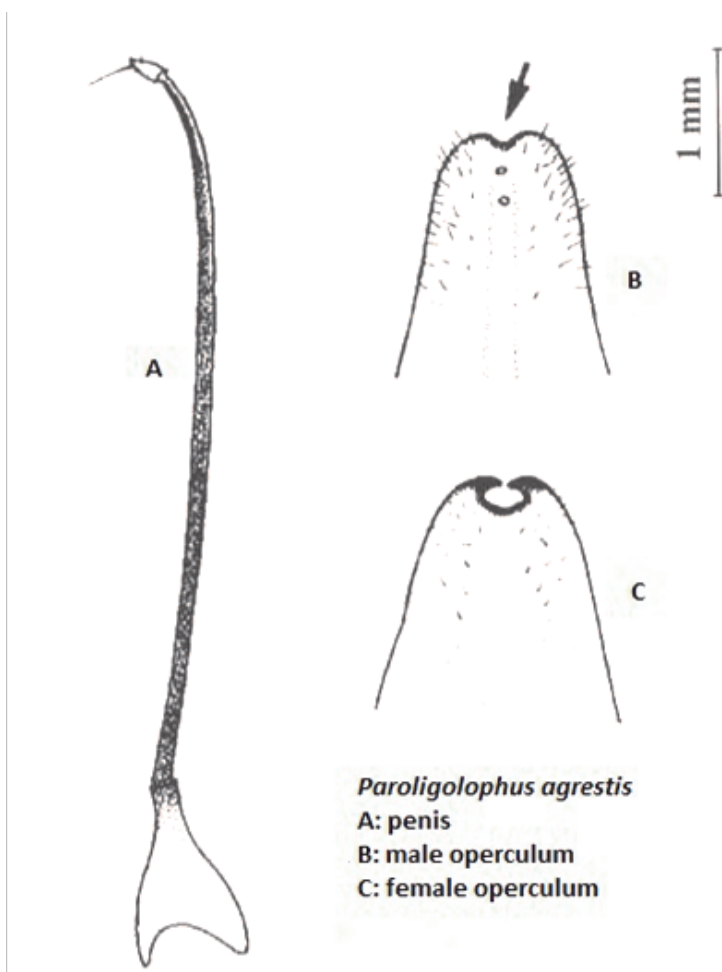 1 mm
A
B
C
Paroligolophus agrestis
A: penis
B: male operculum
C: female operculum